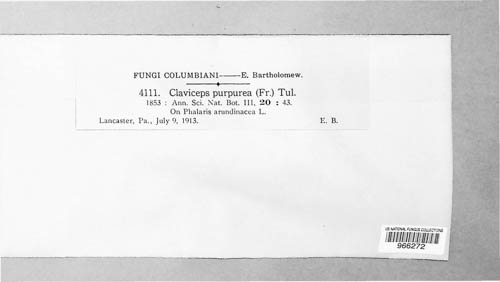 FUNGI COLUMBIANI——E. Bartholomew.
4111. Claviceps purpurea (Fr.) Tul.
1853 : Ann. Sci. Nat. Bot. III, 20 : 43.
On Phalaris arundinacea L.
Lancaster, Pa., July 9, 1913. E. B.
US NATIONAL FUNGUS COLLECTIONS
966272